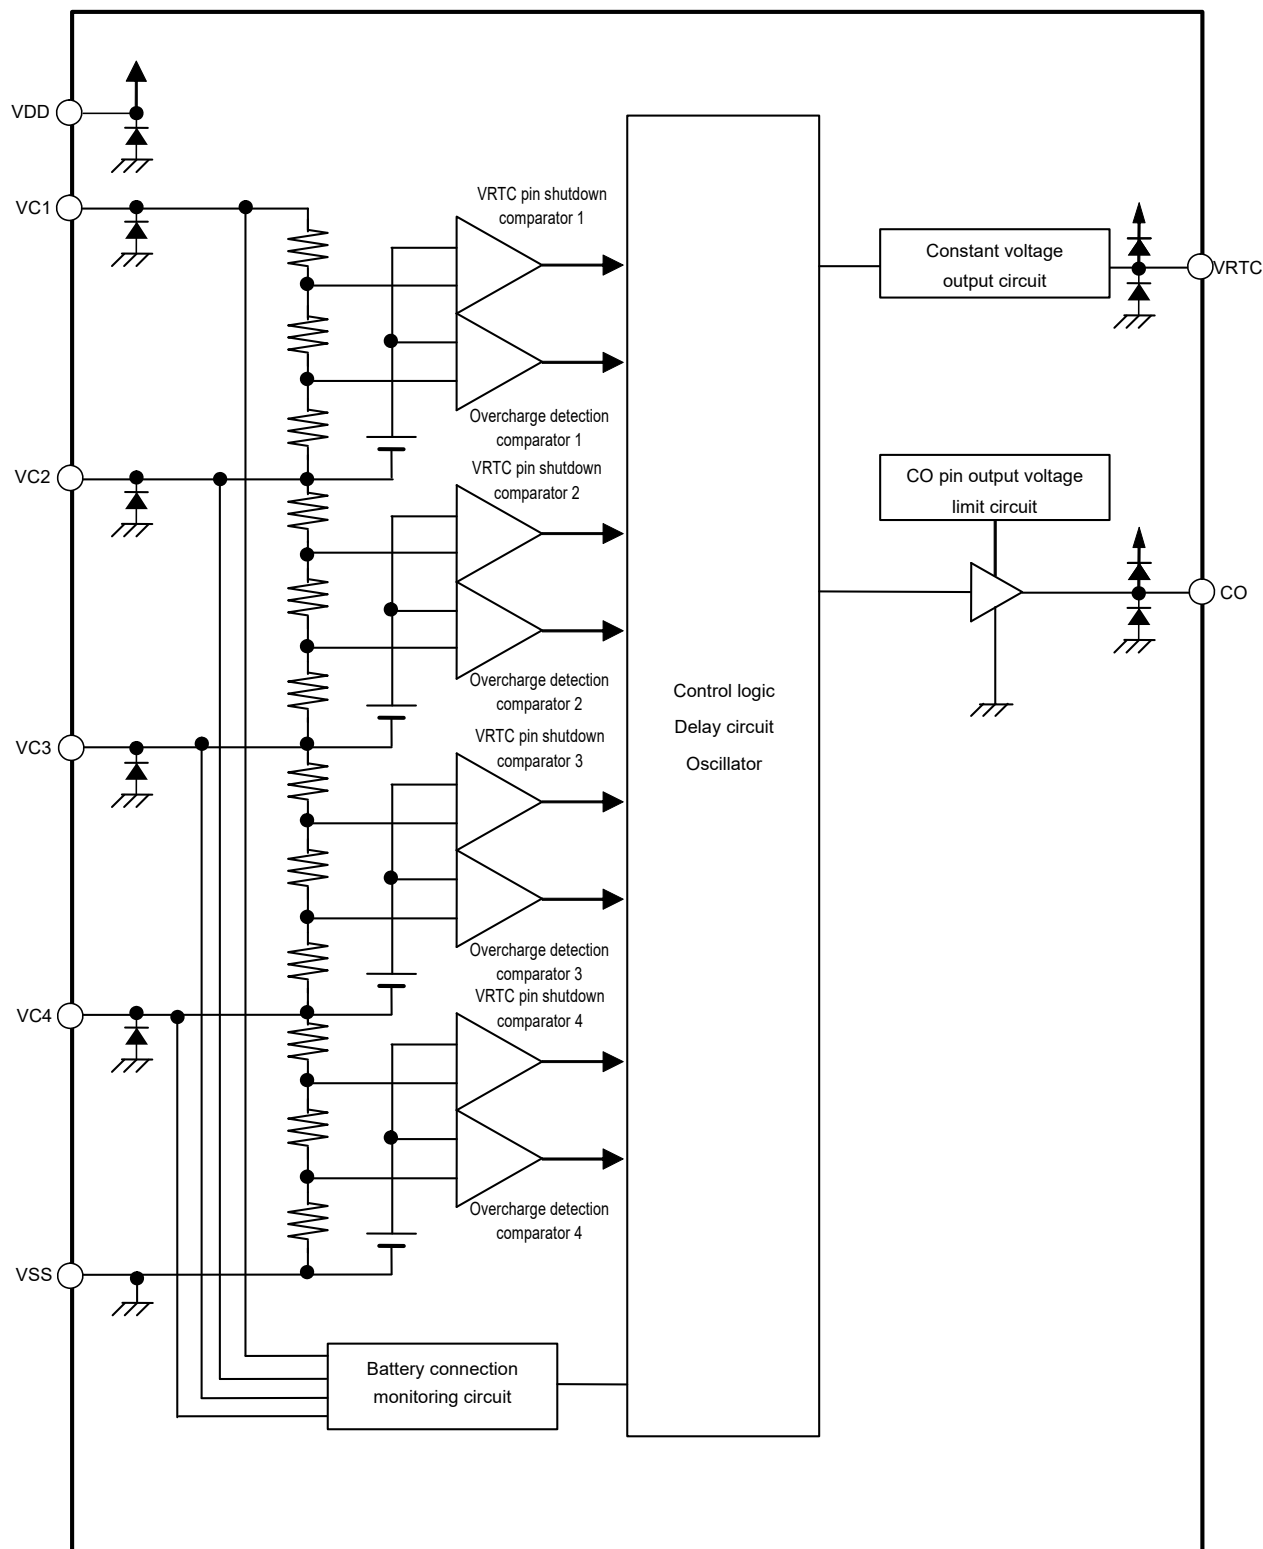 VDD
VC1
VRTC pin shutdown
comparator 1
Constant voltage
output circuit
VRTC
Overcharge detection
comparator 1
VC2
VRTC pin shutdown
comparator 2
CO pin output voltage
limit circuit
CO
Overcharge detection
comparator 2
Control logic
Delay circuit
Oscillator
VC3
VRTC pin shutdown
comparator 3
Overcharge detection
comparator 3
VC4
VRTC pin shutdown
comparator 4
Overcharge detection
comparator 4
VSS
Battery connection
monitoring circuit